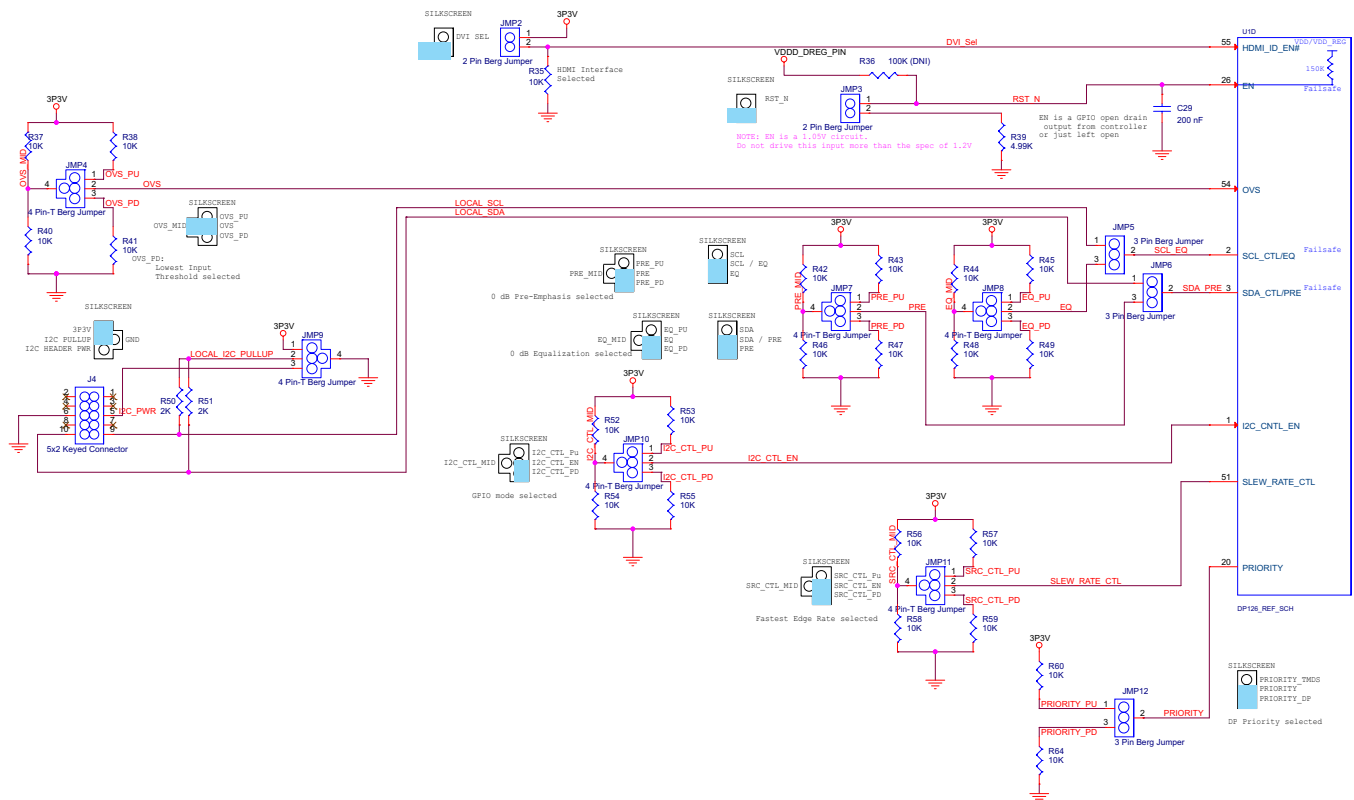 SILKSCREEN
DVI SEL
JMP2
1
2
2 Pin Berg Jumper
3P3V
R35
10K
HDMI Interface
Selected
DVI_Sel
VDDD_DREG_PIN
R36 100K (DNI)
SILKSCREEN
RST_N
JMP3
1
2
2 Pin Berg Jumper
NOTE: EN is a 1.05V circuit.
Do not drive this input more than the spec of 1.2V
R39
4.99K
RST_N
EN is a GPIO open drain
output from controller
or just left open
C29
200 nF
U1D
55
HDMI_ID_EN#
VDD/VDD_REG
150K
26
EN
Failsafe
54
OVS
2
SCL_CTL/EQ
Failsafe
3
SDA_CTL/PRE
Failsafe
1
I2C_CNTL_EN
51
SLEW_RATE_CTL
20
PRIORITY
DP126_REF_SCH
3P3V
R37
10K
R38
10K
OVS_MID
JMP4
4
1
2
3
OVS_PU
OVS
OVS_PD
4 Pin-T Berg Jumper
R40
10K
R41
10K
OVS_PD:
Lowest Input
Threshold selected
SILKSCREEN
OVS_MID
OVS_PU
OVS
OVS_PD
LOCAL_SCL
LOCAL_SDA
SILKSCREEN
3P3V
I2C PULLUP
I2C HEADER PWR
GND
3P3V
JMP9
1
2
3
4
4 Pin-T Berg Jumper
LOCAL_I2C_PULLUP
J4
2
4
6
8
10
1
3
5
7
9
5x2 Keyed Connector
I2C_PWR
R50
2K
R51
2K
SILKSCREEN
PRE_MID
PRE_PU
PRE
PRE_PD
0 dB Pre-Emphasis selected
SILKSCREEN
SCL
SCL / EQ
EQ
SILKSCREEN
EQ_MID
EQ_PU
EQ
EQ_PD
0 dB Equalization selected
SILKSCREEN
SDA
SDA / PRE
PRE
3P3V
R42
10K
R43
10K
PRE_MID
JMP7
4
1
2
3
PRE_PU
PRE
PRE_PD
4 Pin-T Berg Jumper
R46
10K
R47
10K
3P3V
R44
10K
R45
10K
EQ_MID
JMP8
4
1
2
3
EQ_PU
EQ
EQ_PD
4 Pin-T Berg Jumper
R48
10K
R49
10K
JMP5
1
2
3
3 Pin Berg Jumper
SCL_EQ
JMP6
1
2
3
SDA_PRE
3 Pin Berg Jumper
3P3V
R52
10K
R53
10K
I2C_CTL_MID
JMP10
4
1
2
3
I2C_CTL_PU
I2C_CTL_EN
I2C_CTL_PD
4 Pin-T Berg Jumper
R54
10K
R55
10K
SILKSCREEN
I2C_CTL_MID
I2C_CTL_Pu
I2C_CTL_EN
I2C_CTL_PD
GPIO mode selected
3P3V
R56
10K
R57
10K
SRC_CTL_MID
JMP11
4
1
2
3
SRC_CTL_PU
SLEW_RATE_CTL
SRC_CTL_PD
4 Pin-T Berg Jumper
R58
10K
R59
10K
SILKSCREEN
SRC_CTL_MID
SRC_CTL_Pu
SRC_CTL_EN
SRC_CTL_PD
Fastest Edge Rate selected
3P3V
R60
10K
PRIORITY_PU
PRIORITY_PD
R64
10K
JMP12
1
2
3
PRIORITY
3 Pin Berg Jumper
SILKSCREEN
PRIORITY_TMDS
PRIORITY
PRIORITY_DP
DP Priority selected